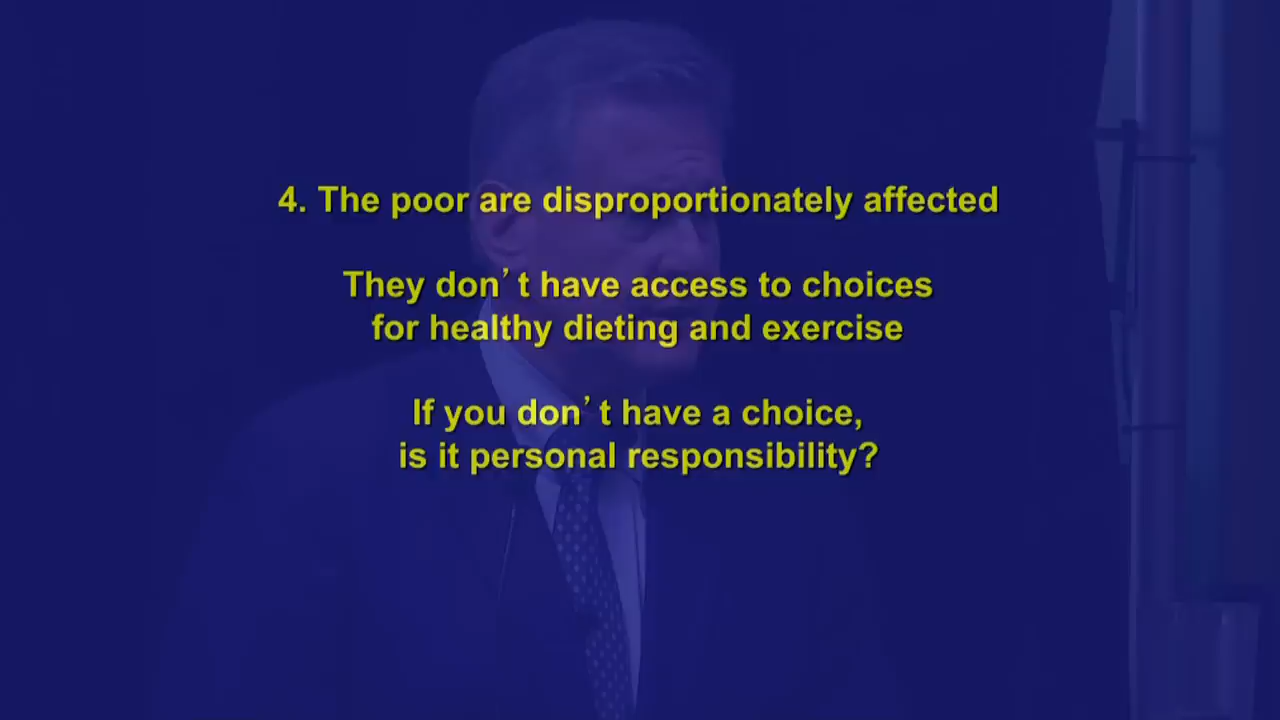 4. The poor are disproportionately affected
They don’t have access to choices
for healthy dieting and exercise
If you don’t have a choice,
is it personal responsibility?